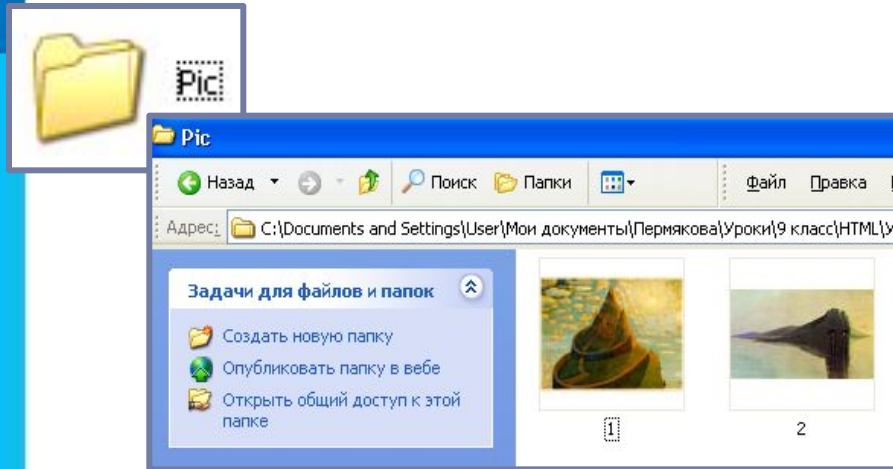 Pic
Pic
Назад Поиск Папки Файл Правка
Адрес: C:\Documents and Settings\User\Мои документы\Пермякова\Уроки\9 класс\HTML\У
Задачи для файлов и папок
Создать новую папку
Опубликовать папку в вебе
Открыть общий доступ к этой
папке
1 2